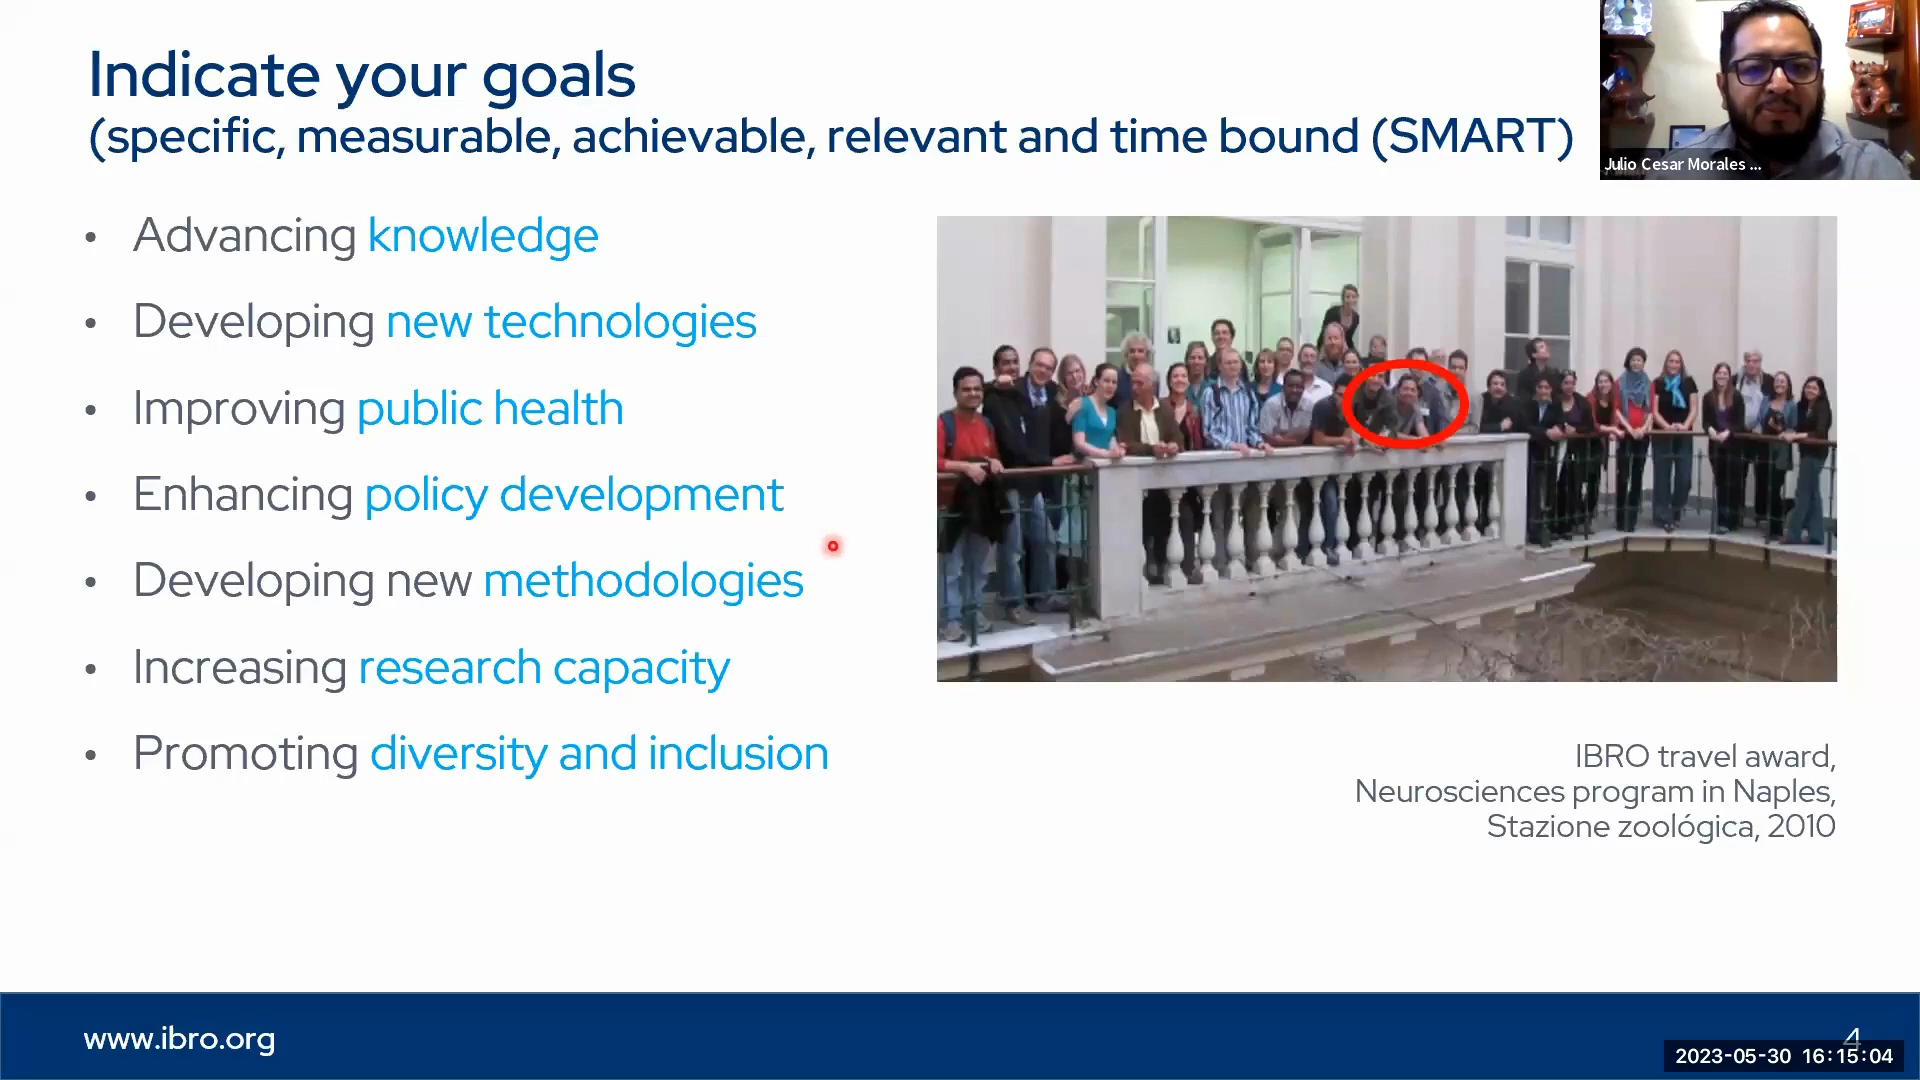 Indicate your goals
(specific, measurable, achievable, relevant and time bound (SMART)
Julio Cesar Morales ...
• Advancing knowledge
• Developing new technologies
• Improving public health
• Enhancing policy development
• Developing new methodologies
• Increasing research capacity
• Promoting diversity and inclusion
IBRO travel award,
Neurosciences program in Naples,
Stazione zoológica, 2010
www.ibro.org
4
2023-05-30 16:15:04